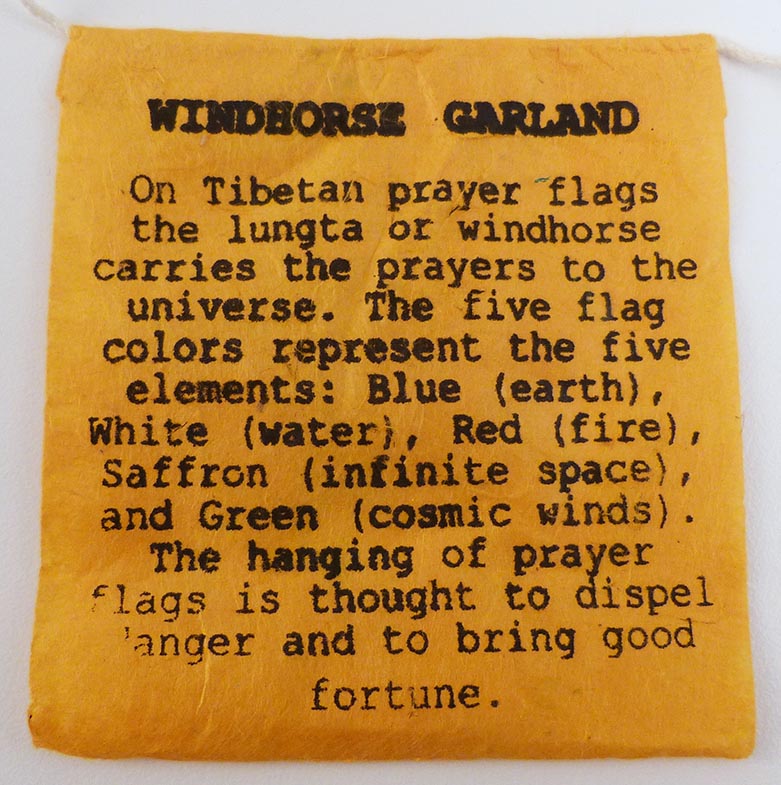 WINDHORSE GARLAND
On Tibetan prayer flags
the lungta or windhorse
carries the prayers to the
universe. The five flag
colors represent the five
elements: Blue (earth),
White (water), Red (fire),
Saffron (infinite space),
and Green (cosmic winds).
The hanging of prayer
flags is thought to dispel
danger and to bring good
fortune.